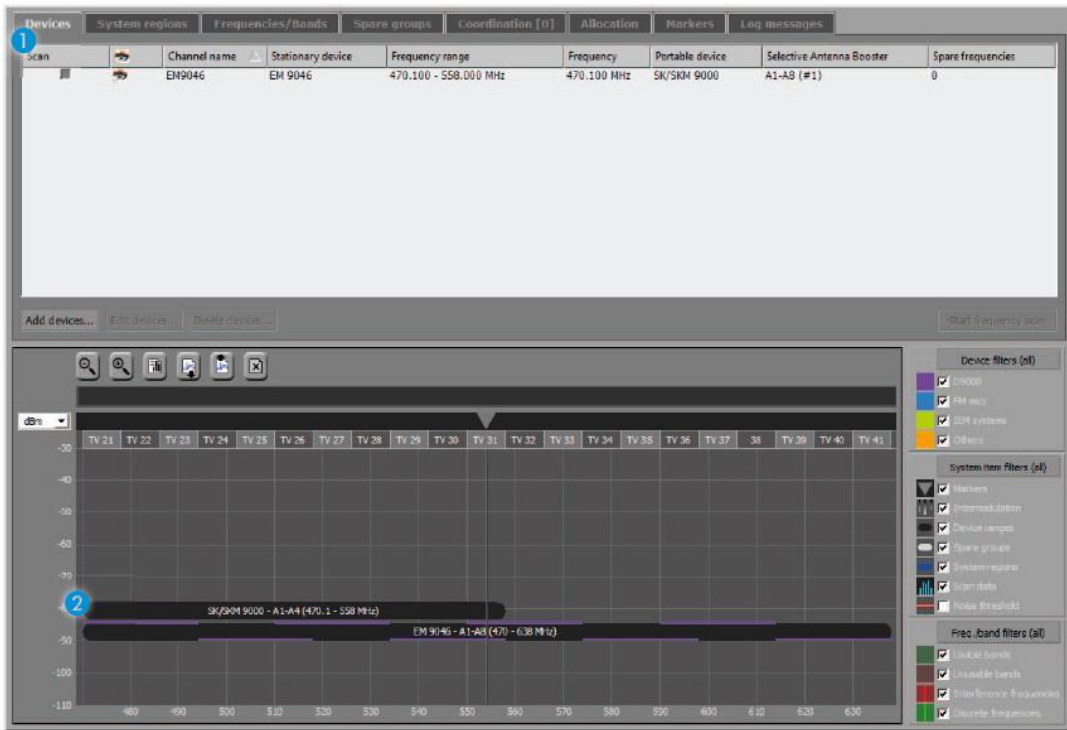 Devices System regions Frequencies/Bands Spare groups Coordination [0] Allocation Markers Log messages
1
Scan Channel name Stationary device Frequency range Frequency Portable device Selective Antenna Booster Spare frequencies
EM9046 EM 9046 470.100 - 558.000 MHz 470.100 MHz SK/SKM 9000 A1-A8 (#1) 0
Add devices... Edit devices... Delete devices... Start frequency scan
Device filters (all)
D9000
FM mics
IEM systems
Others
dBm
TV 21 TV 22 TV 23 TV 24 TV 25 TV 26 TV 27 TV 28 TV 29 TV 30 TV 31 TV 32 TV 33 TV 34 TV 35 TV 36 TV 37 38 TV 39 TV 40 TV 41
-30
-40
-50
-60
-70
2
SK/SKM 9000 - A1-A4 (470.1 - 558 MHz)
EM 9046 - A1-A8 (470 - 638 MHz)
-90
-100
-110
480 490 500 510 520 530 540 550 560 570 580 590 600 610 620 630
System item filters (all)
Markers
Intermodulation
Device ranges
Spare groups
System regions
Scan data
Noise threshold
Freq./band filters (all)
Usable bands
Unusable bands
Interference frequencies
Discrete frequencies